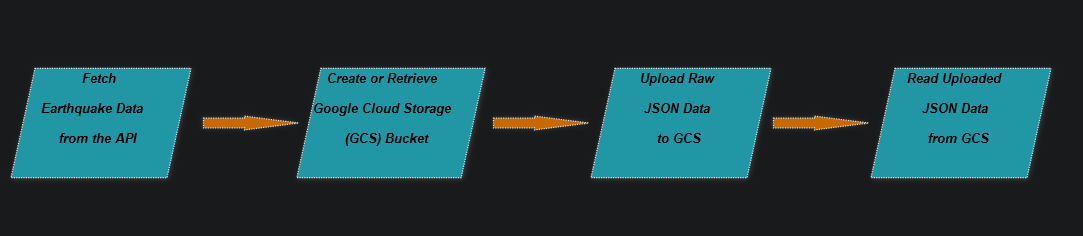 Fetch
Earthquake Data
from the API
Create or Retrieve
Google Cloud Storage
(GCS) Bucket
Upload Raw
JSON Data
to GCS
Read Uploaded
JSON Data
from GCS